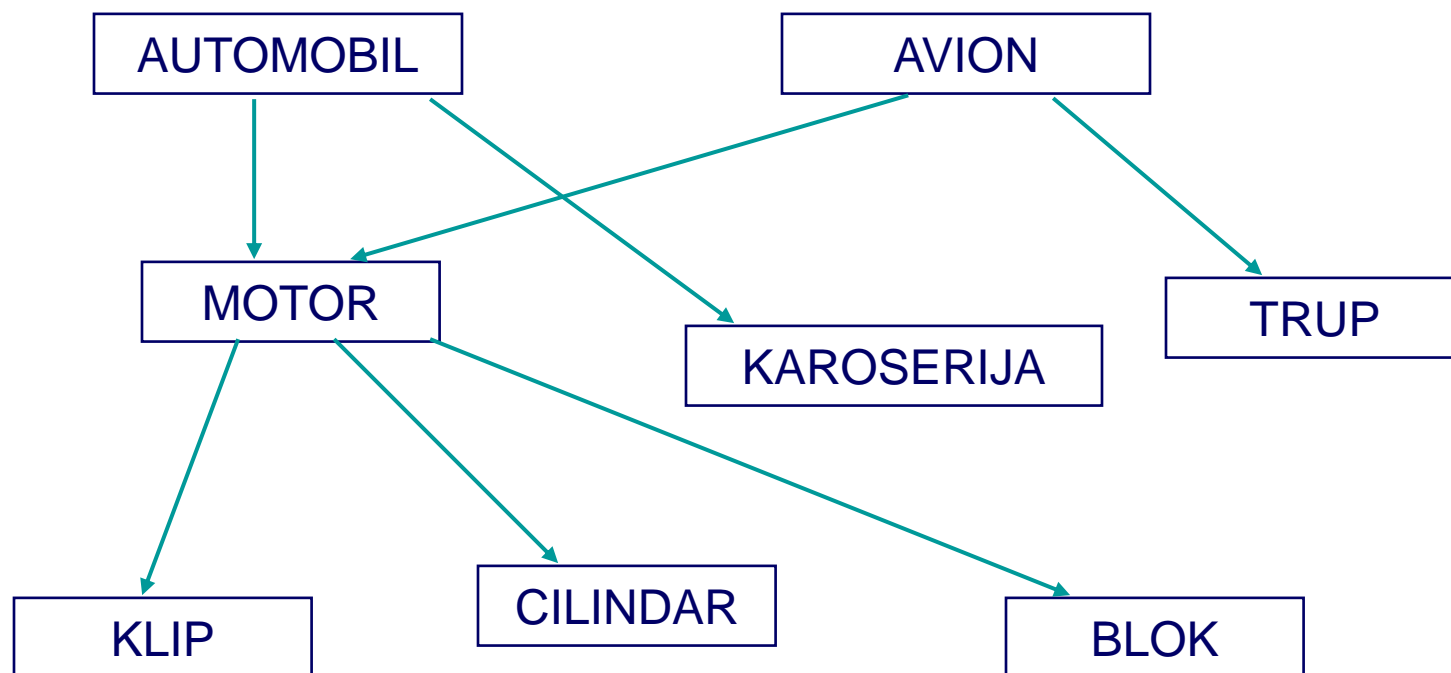 AUTOMOBIL
AVION
MOTOR
TRUP
KAROSERIJA
CILINDAR
KLIP
BLOK